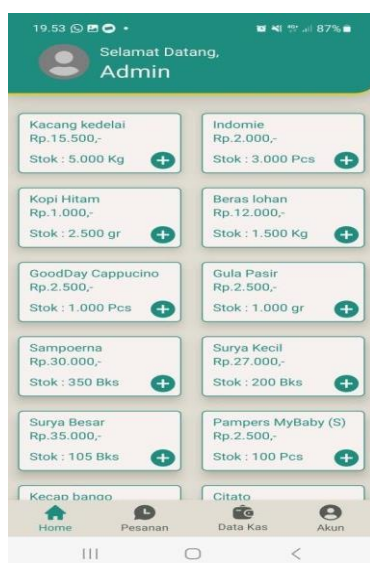 19.53
87%
Selamat Datang,
Admin
Kacang kedelai
Rp.15.500,-
Stok : 5.000 Kg
Indomie
Rp.2.000,-
Stok : 3.000 Pcs
Kopi Hitam
Rp.1.000,-
Stok : 2.500 gr
Beras lohan
Rp.12.000,-
Stok : 1.500 Kg
GoodDay Cappucino
Rp.2.500,-
Stok : 1.000 Pcs
Gula Pasir
Rp.2.500,-
Stok : 1.000 gr
Sampoerna
Rp.30.000,-
Stok : 350 Bks
Surya Kecil
Rp.27.000,-
Stok : 200 Bks
Surya Besar
Rp.35.000,-
Stok : 105 Bks
Pampers MyBaby (S)
Rp.2.500,-
Stok : 100 Pcs
Kecap bango
Citato
Home
Pesanan
Data Kas
Akun